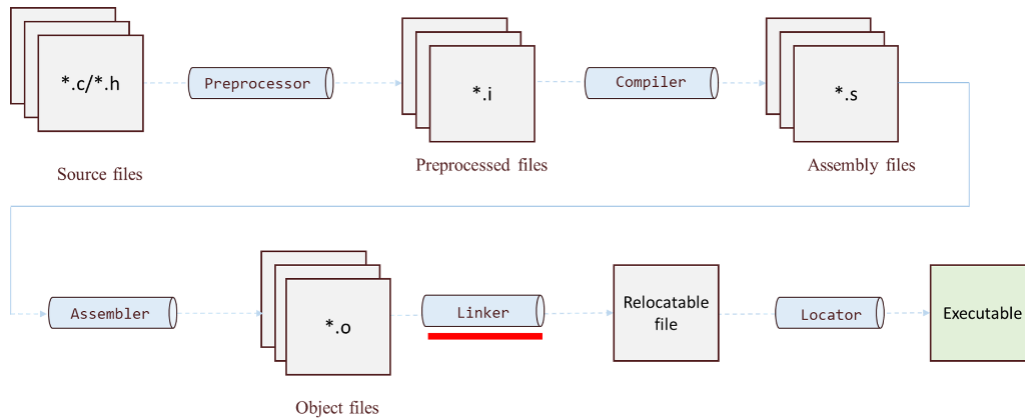 *.c/*.h
Preprocessor
*.i
Compiler
*.s
Source files
Preprocessed files
Assembly files
Assembler
*.o
Linker
Relocatable
file
Locator
Executable
Object files